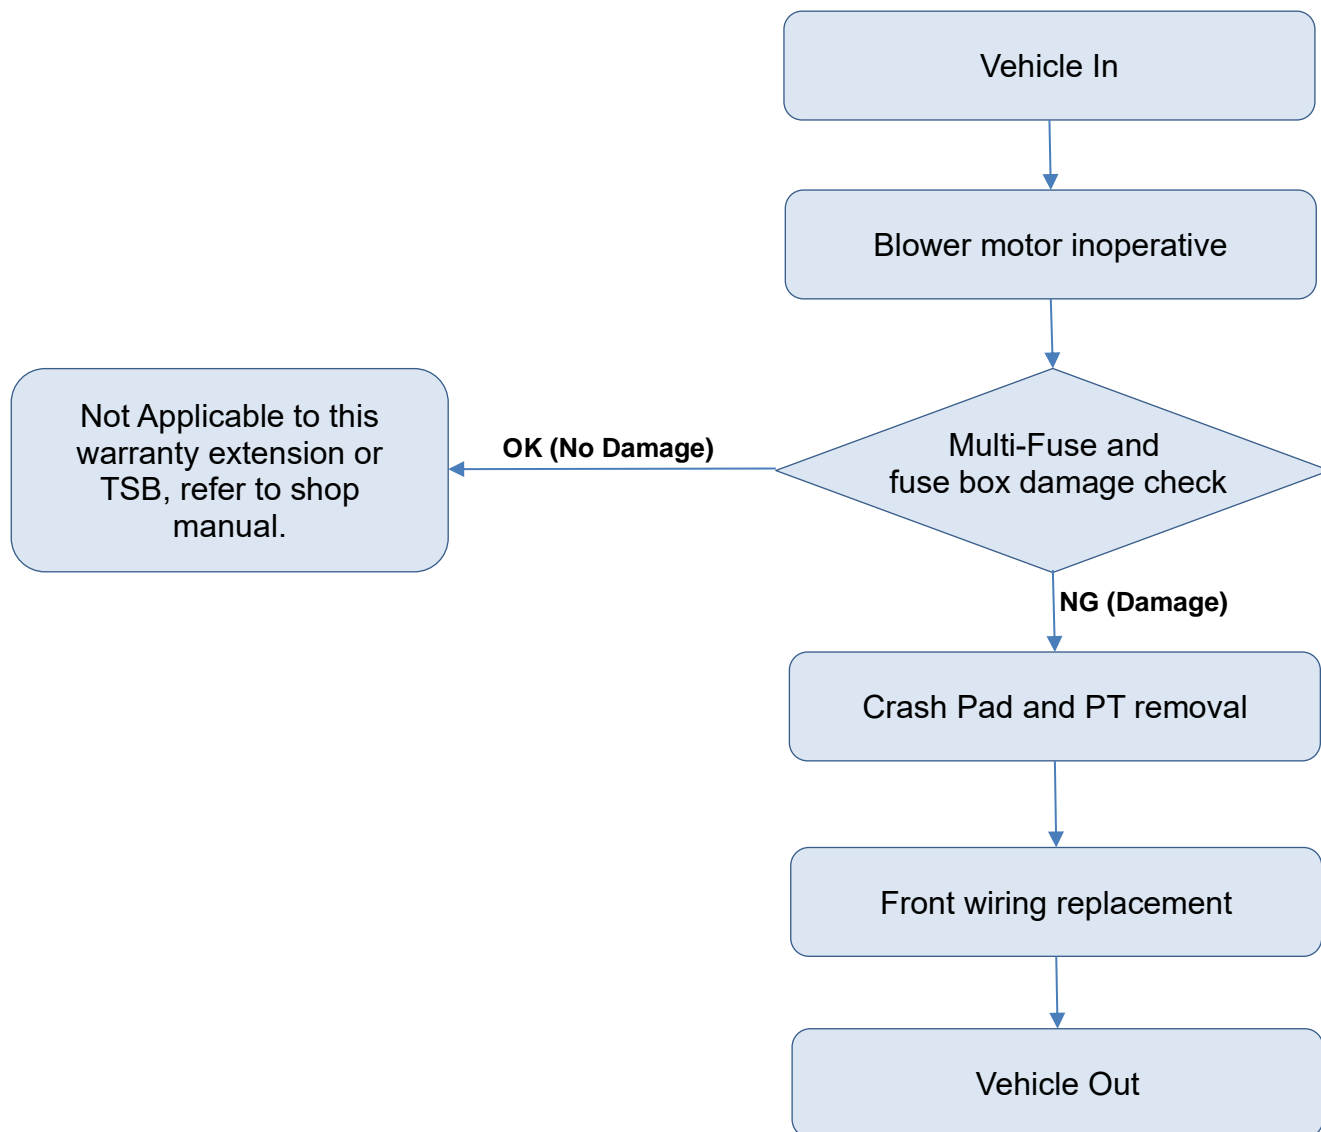 Vehicle In
Blower motor inoperative
Not Applicable to this
warranty extension or
TSB, refer to shop
manual.
OK (No Damage)
Multi-Fuse and
fuse box damage check
NG (Damage)
Crash Pad and PT removal
Front wiring replacement
Vehicle Out